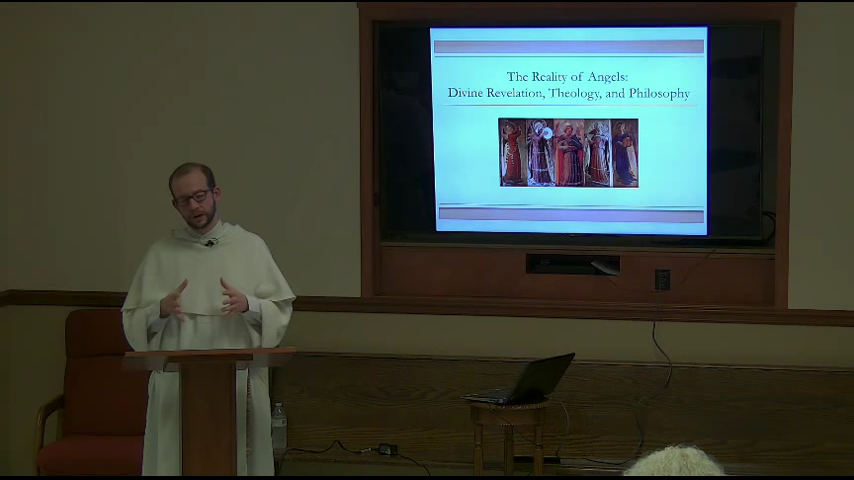 The Reality of Angels:
Divine Revelation, Theology, and Philosophy